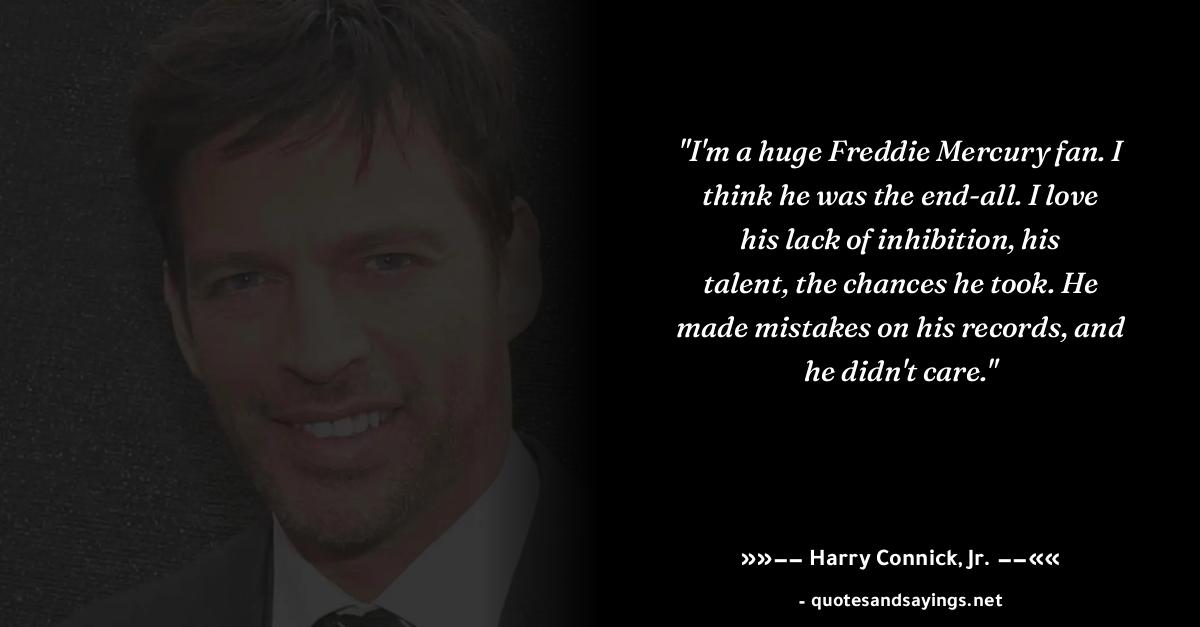 "I'm a huge Freddie Mercury fan. I
think he was the end-all. I love
his lack of inhibition, his
talent, the chances he took. He
made mistakes on his records, and
he didn't care."
»»−− Harry Connick, Jr. −−««
- quotesandsayings.net